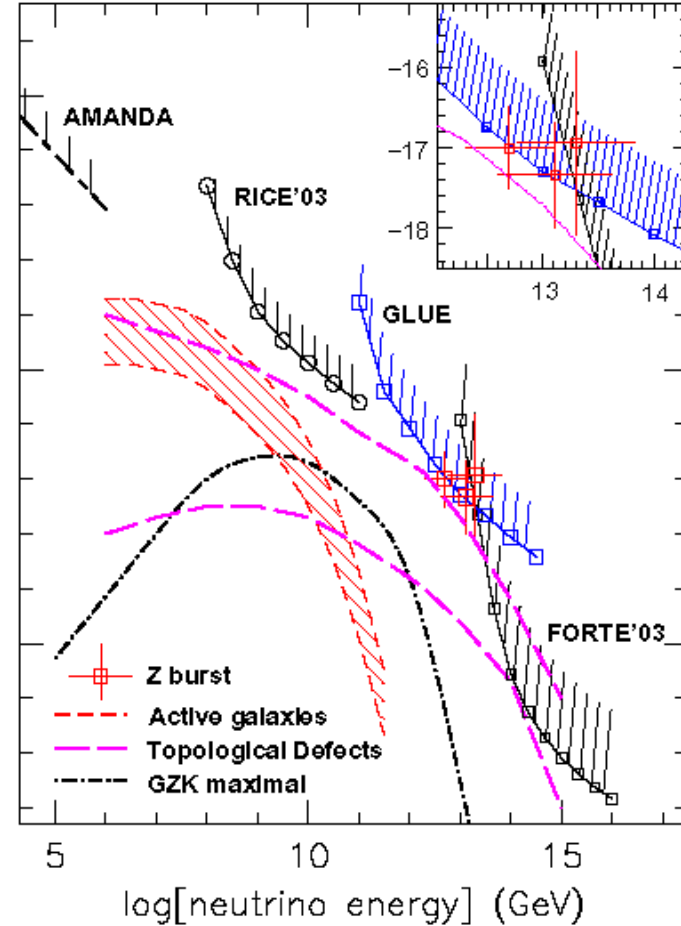 AMANDA
RICE'03
GLUE
FORTE'03
-16
-17
-18
13
14
Z burst
Active galaxies
Topological Defects
GZK maximal
5
10
15
log[neutrino energy] (GeV)